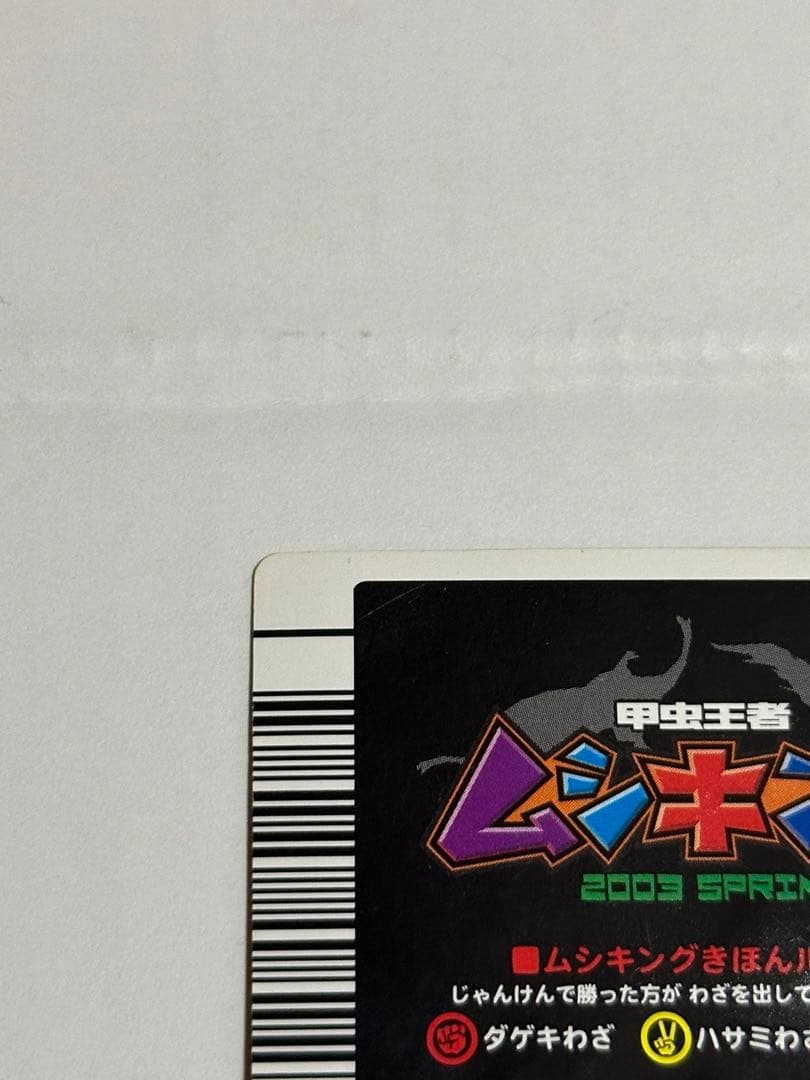 甲虫王者
ムシキン
2003 SPRIN
■ムシキングきほんル
じゃんけんで勝った方が わざを出して
ダゲキわざ ハサミわざ